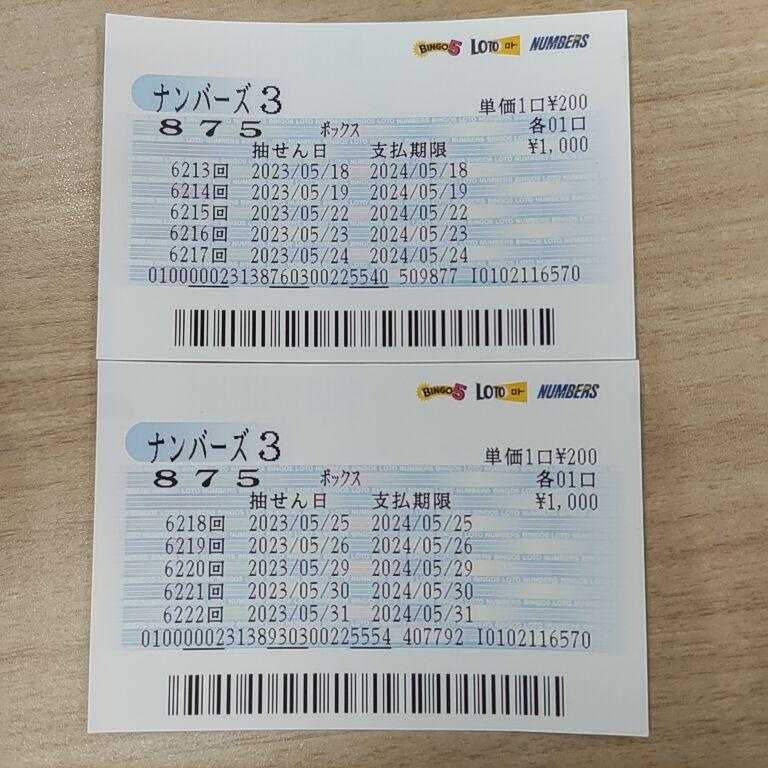 BINGO5 LOTO ロト NUMBERS
ナンバーズ3 単価1口¥200
875 ボックス 各01口
抽せん日 支払期限 ¥1,000
6213回 2023/05/18 2024/05/18
6214回 2023/05/19 2024/05/19
6215回 2023/05/22 2024/05/22
6216回 2023/05/23 2024/05/23
6217回 2023/05/24 2024/05/24
0100000231387603002255​40 509877 I0102116570
BINGO5 LOTO ロト NUMBERS
ナンバーズ3 単価1口¥200
875 ボックス 各01口
抽せん日 支払期限 ¥1,000
6218回 2023/05/25 2024/05/25
6219回 2023/05/26 2024/05/26
6220回 2023/05/29 2024/05/29
6221回 2023/05/30 2024/05/30
6222回 2023/05/31 2024/05/31
010000023138930300225554 407792 I0102116570